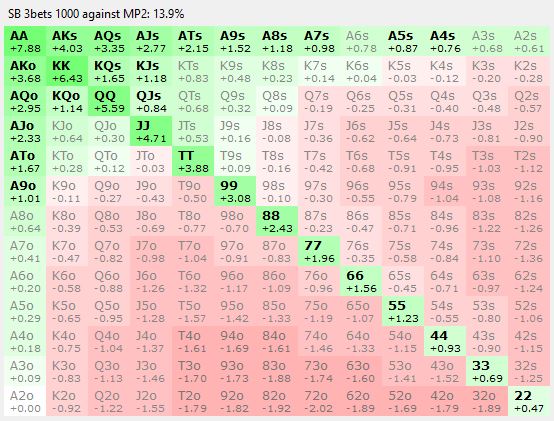 SB 3bets 1000 against MP2: 13.9%
AA AKs AQs AJs ATs A9s A8s A7s A6s A5s A4s A3s A2s
+7.88 +4.03 +3.35 +2.77 +2.15 +1.52 +1.18 +0.98 +0.78 +0.87 +0.76 +0.68 +0.61
AKo KK KQs KJs KTs K9s K8s K7s K6s K5s K4s K3s K2s
+3.68 +6.43 +1.65 +1.18 +0.83 +0.48 +0.23 +0.14 +0.04 -0.03 -0.12 -0.20 -0.28
AQo KQo QQ QJs QTs Q9s Q8s Q7s Q6s Q5s Q4s Q3s Q2s
+2.95 +1.14 +5.59 +0.84 +0.68 +0.32 +0.09 -0.19 -0.25 -0.31 -0.40 -0.48 -0.57
AJo KJo QJo JJ JTs J9s J8s J7s J6s J5s J4s J3s J2s
+2.33 +0.64 +0.30 +4.71 +0.53 +0.16 -0.08 -0.36 -0.62 -0.64 -0.73 -0.81 -0.90
ATo KTo QTo JTo TT T9s T8s T7s T6s T5s T4s T3s T2s
+1.67 +0.28 +0.12 -0.03 +3.88 +0.09 -0.16 -0.42 -0.68 -0.91 -0.95 -1.03 -1.12
A9o K9o Q9o J9o T9o 99 98s 97s 96s 95s 94s 93s 92s
+1.01 -0.11 -0.27 -0.43 -0.50 +3.08 -0.10 -0.30 -0.55 -0.79 -1.04 -1.08 -1.16
A8o K8o Q8o J8o T8o 98o 88 87s 86s 85s 84s 83s 82s
+0.64 -0.39 -0.53 -0.69 -0.77 -0.70 +2.43 -0.23 -0.47 -0.71 -0.96 -1.22 -1.26
A7o K7o Q7o J7o T7o 97o 87o 77 76s 75s 74s 73s 72s
+0.41 -0.47 -0.82 -0.98 -1.04 -0.91 -0.83 +1.96 -0.35 -0.58 -0.84 -1.10 -1.36
A6o K6o Q6o J6o T6o 96o 86o 76o 66 65s 64s 63s 62s
+0.20 -0.58 -0.88 -1.26 -1.32 -1.17 -1.09 -0.96 +1.56 -0.45 -0.71 -0.97 -1.24
A5o K5o Q5o J5o T5o 95o 85o 75o 65o 55 54s 53s 52s
+0.29 -0.65 -0.95 -1.28 -1.57 -1.42 -1.33 -1.19 -1.07 +1.23 -0.55 -0.80 -1.06
A4o K4o Q4o J4o T4o 94o 84o 74o 64o 54o 44 43s 42s
+0.18 -0.75 -1.04 -1.37 -1.61 -1.69 -1.61 -1.46 -1.33 -1.15 +0.93 -0.90 -1.15
A3o K3o Q3o J3o T3o 93o 83o 73o 63o 53o 43o 33 32s
+0.09 -0.83 -1.13 -1.46 -1.70 -1.73 -1.88 -1.74 -1.60 -1.41 -1.52 +0.69 -1.25
A2o K2o Q2o J2o T2o 92o 82o 72o 62o 52o 42o 32o 22
+0.00 -0.92 -1.22 -1.55 -1.79 -1.82 -1.92 -2.02 -1.89 -1.69 -1.79 -1.89 +0.47